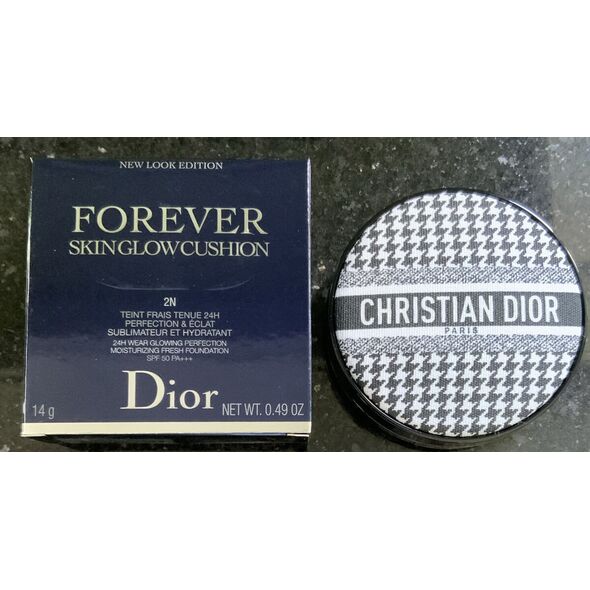 NEW LOOK EDITION
FOREVER
SKINGLOWCUSHION
2N
TEINT FRAIS TENUE 24H
PERFECTION & ÉCLAT
SUBLIMATEUR ET HYDRATANT
24H WEAR GLOWING PERFECTION
MOISTURIZING FRESH FOUNDATION
SPF 50 PA+++
14 g
Dior
NET WT. 0.49 OZ
CHRISTIAN DIOR
PARIS